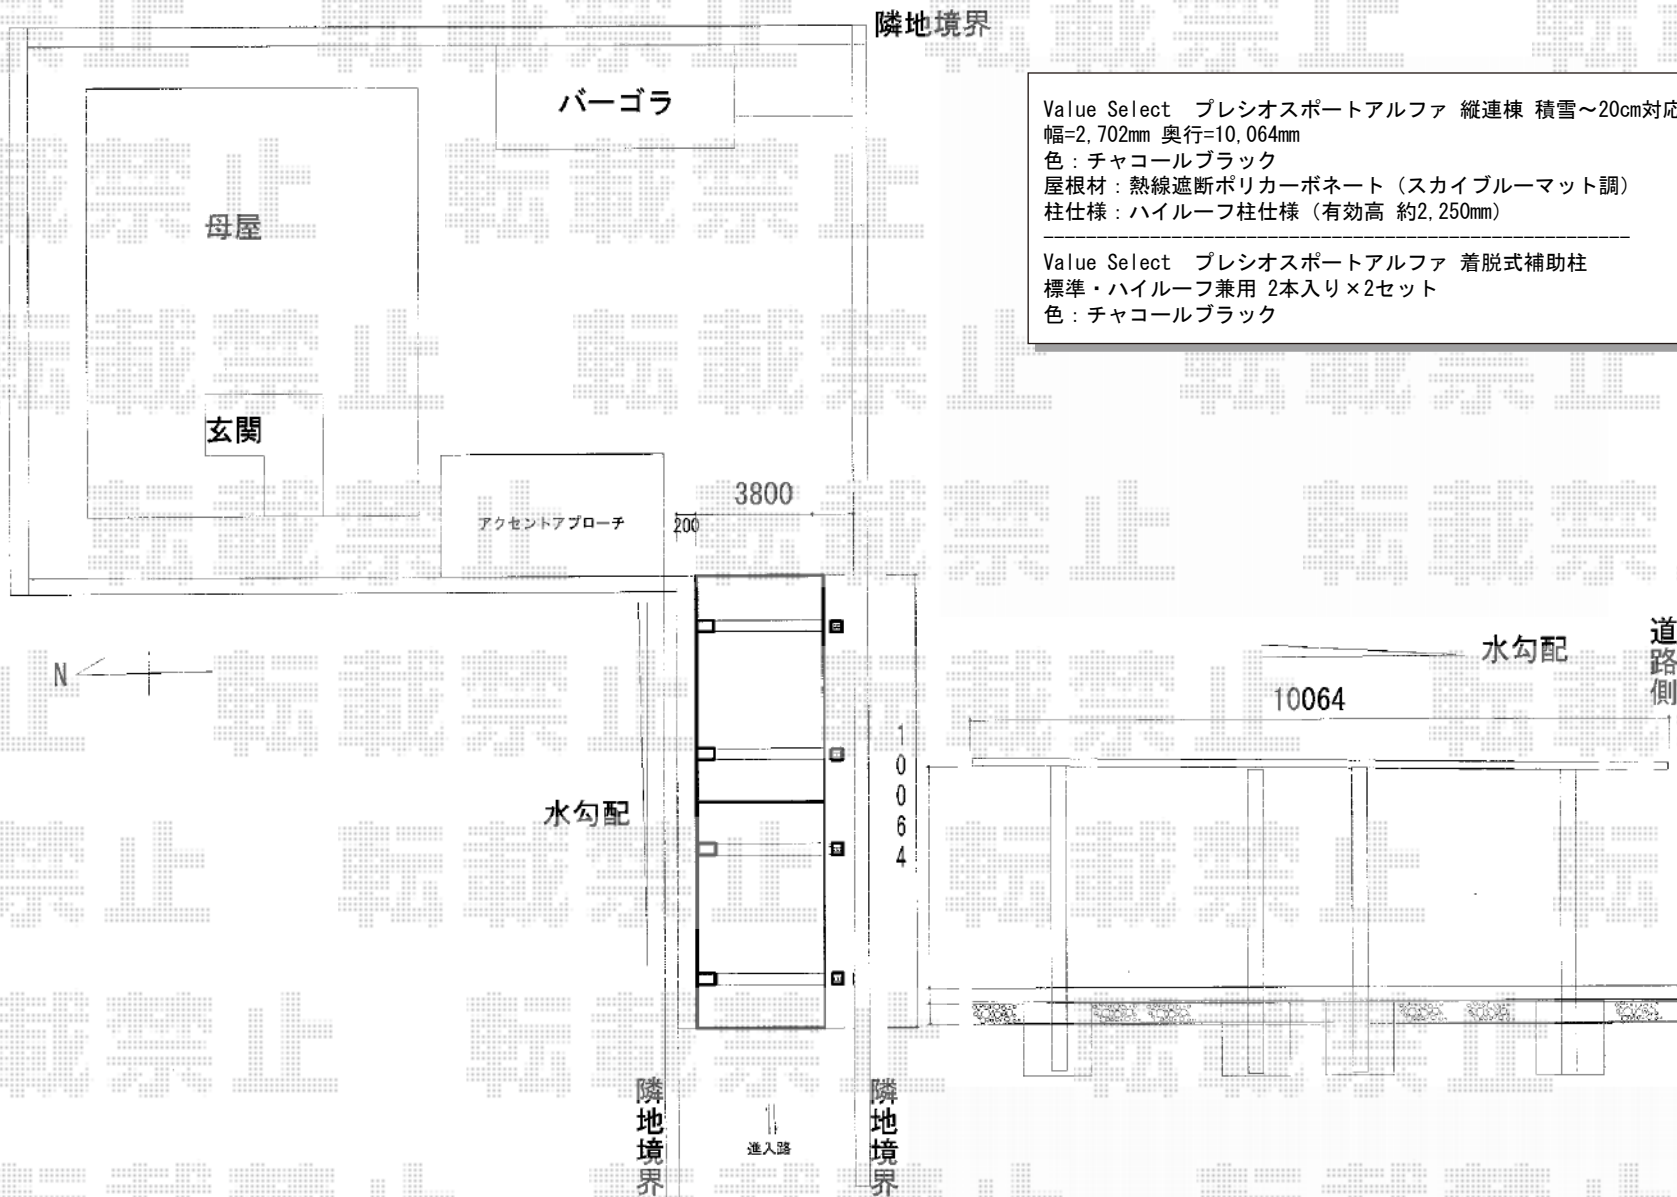 隣地境界
バーゴラ
Value Select プレシオスポートアルファ 縦連棟 積雪～20cm対応
幅=2,702mm 奥行=10,064mm
色：チャコールブラック
屋根材：熱線遮断ポリカーボネート（スカイブルーマット調）
柱仕様：ハイルーフ柱仕様（有効高 約2,250mm）
Value Select プレシオスポートアルファ 着脱式補助柱
標準・ハイルーフ兼用 2本入り×2セット
色：チャコールブラック
母屋
玄関
アクセントアプローチ
3800
200
N
水勾配
10064
水勾配
道路側
10064
隣地境界
隣地境界
進入路
転載禁止